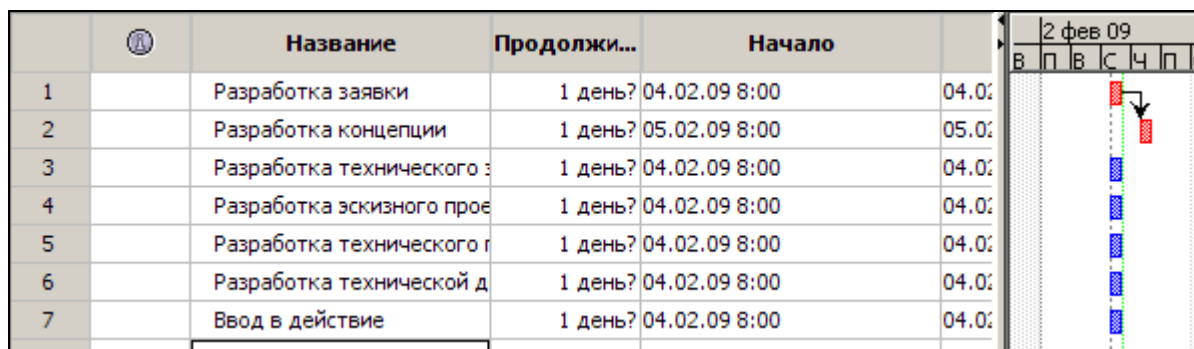 Название Продолжи... Начало 2 фев 09
В П В С Ч П
1 Разработка заявки 1 день? 04.02.09 8:00 04.0
2 Разработка концепции 1 день? 05.02.09 8:00 05.0
3 Разработка технического 1 день? 04.02.09 8:00 04.0
4 Разработка эскизного прое 1 день? 04.02.09 8:00 04.0
5 Разработка технического 1 день? 04.02.09 8:00 04.0
6 Разработка технической д 1 день? 04.02.09 8:00 04.0
7 Ввод в действие 1 день? 04.02.09 8:00 04.0